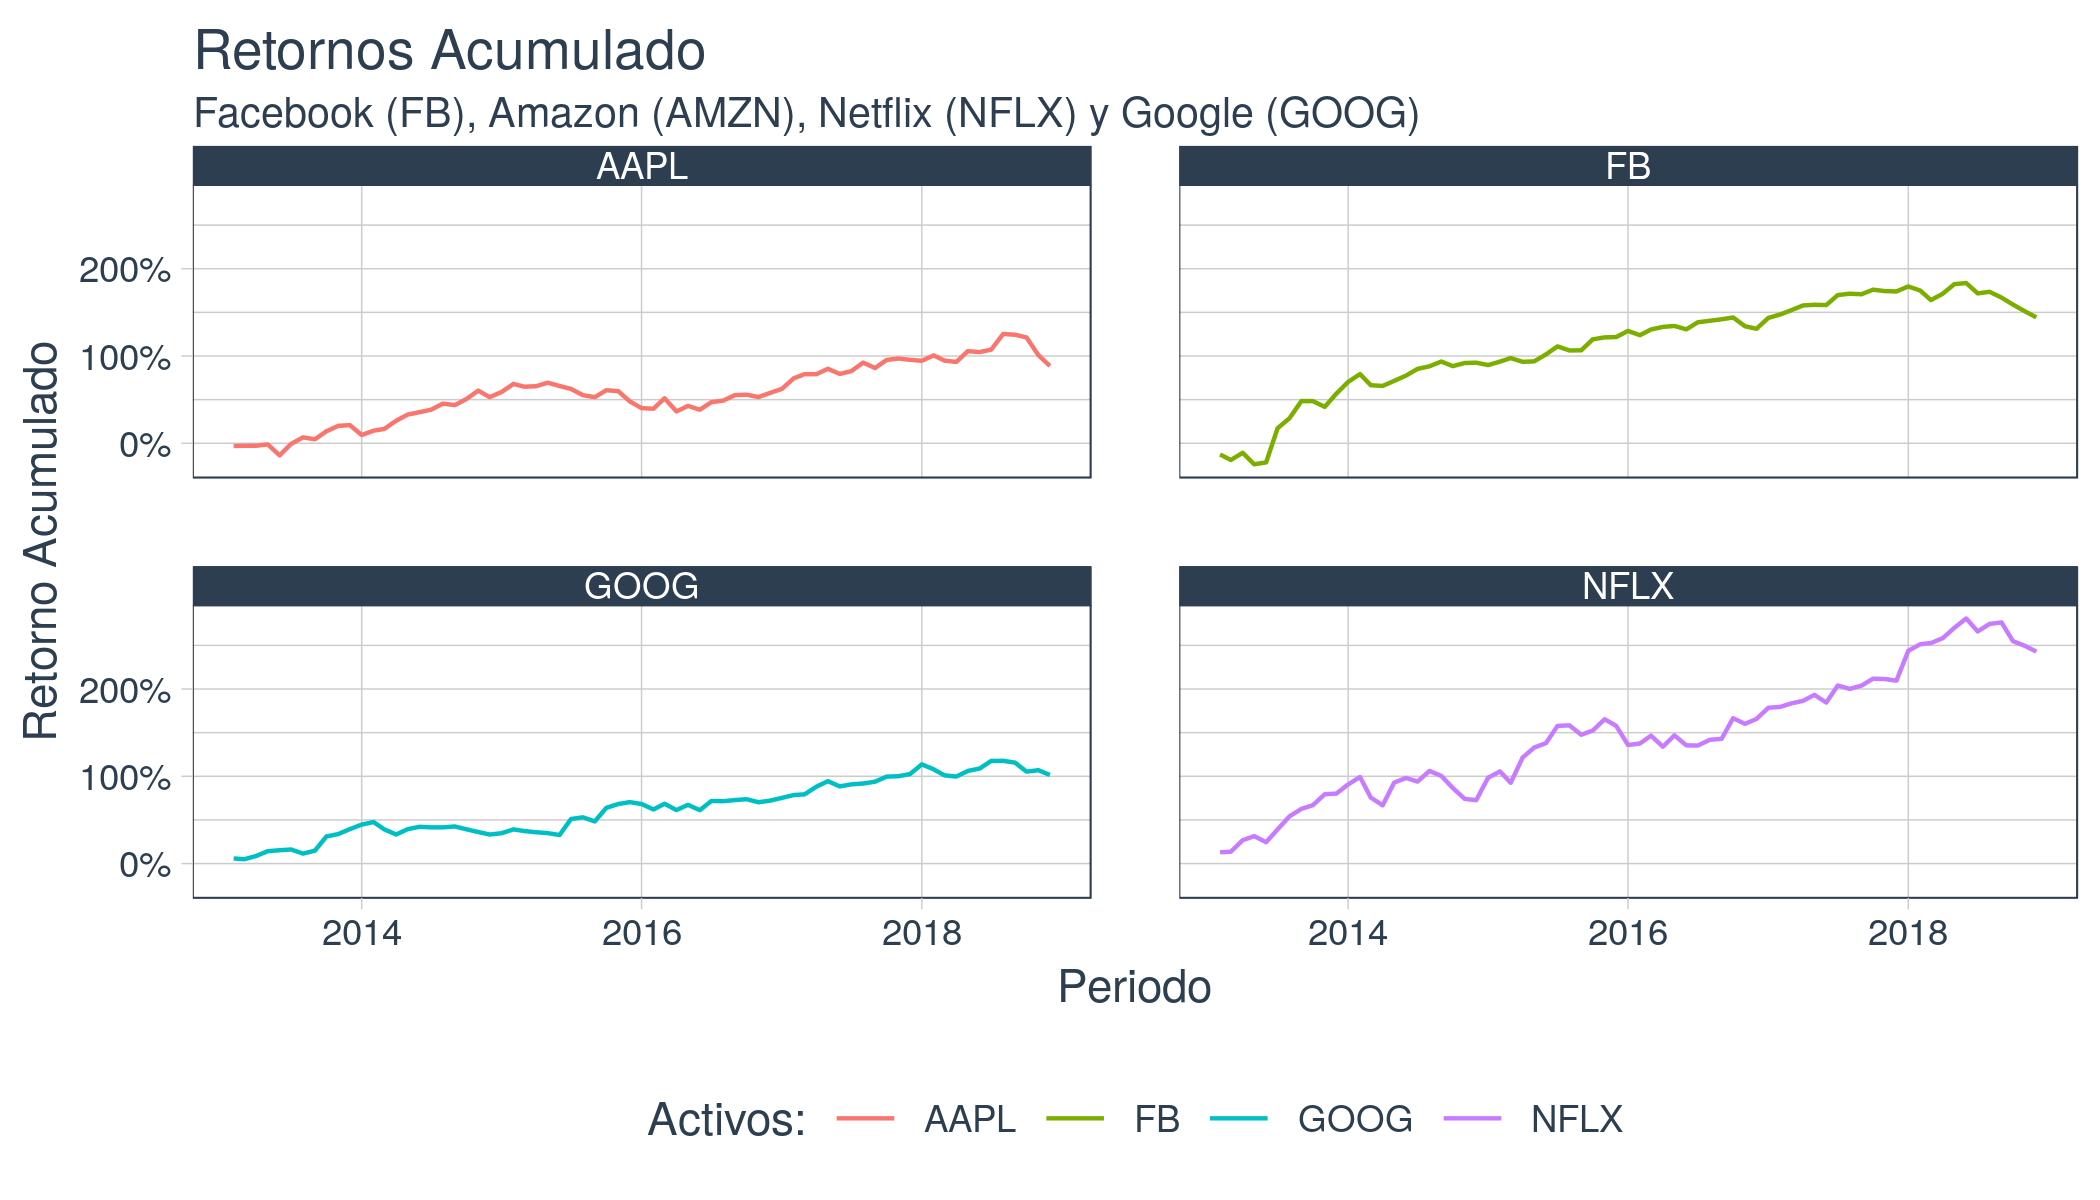 Retornos Acumulado
Facebook (FB), Amazon (AMZN), Netflix (NFLX) y Google (GOOG)
AAPL
FB
200%
100%
0%
Retorno Acumulado
GOOG
NFLX
200%
100%
0%
2014 2016 2018
2014 2016 2018
Periodo
Activos: AAPL FB GOOG NFLX